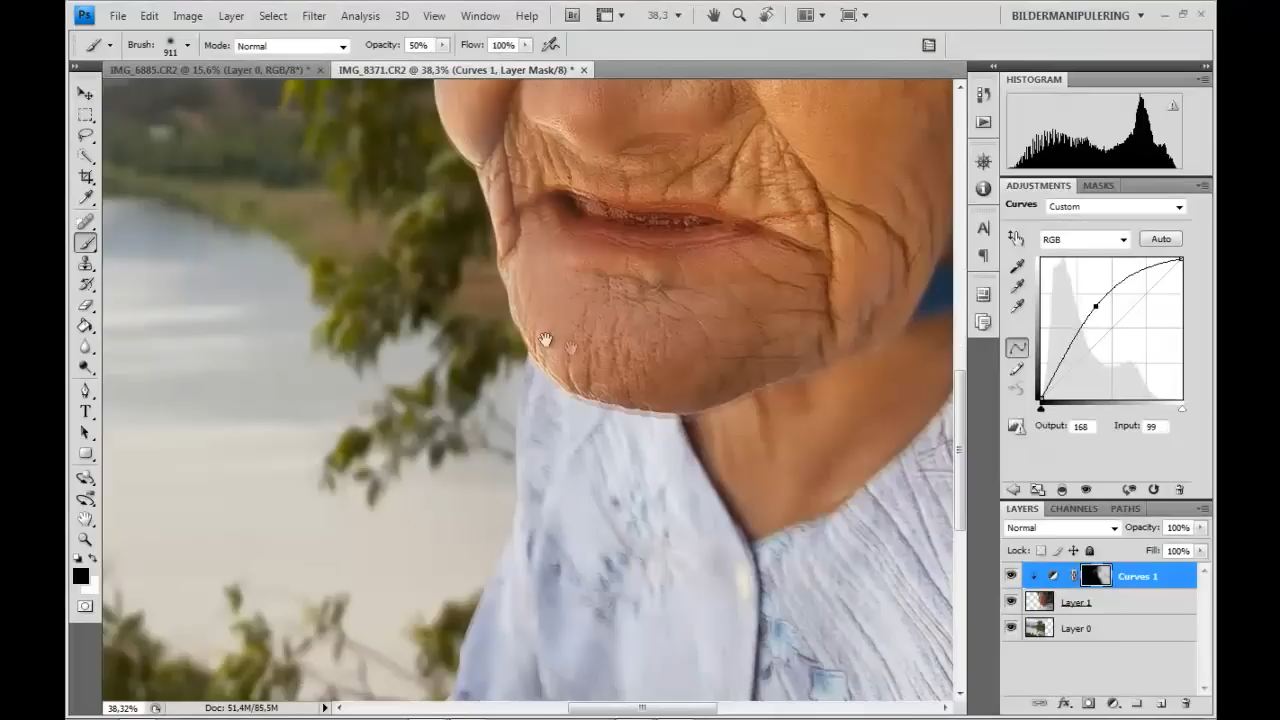 Ps File Edit Image Layer Select Filter Analysis 3D View Window Help Br 38,3 BILDERMANIPULERING
Brush: 911 Mode: Normal Opacity: 50% Flow: 100%
IMG_6885.CR2 @ 15,6% (Layer 0, RGB/8*) * IMG_8371.CR2 @ 38,3% (Curves 1, Layer Mask/8) *
HISTOGRAM
ADJUSTMENTS MASKS
Curves Custom
RGB Auto
Output: 168 Input: 99
LAYERS CHANNELS PATHS
Normal Opacity: 100%
Lock: Fill: 100%
Curves 1
Layer 1
Layer 0
38,32% Doc: 51,4M/85,5M